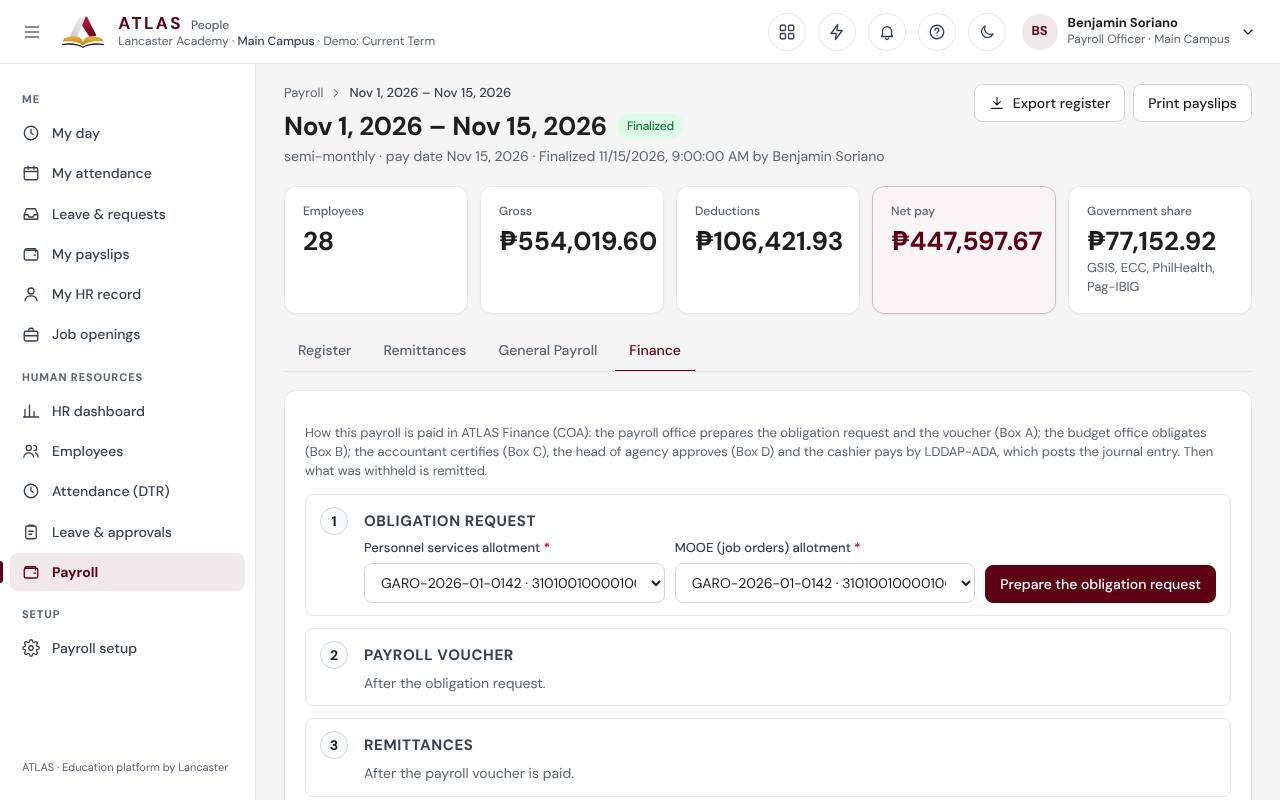 ATLAS People
Lancaster Academy · Main Campus · Demo: Current Term
BS
Benjamin Soriano
Payroll Officer · Main Campus
ME
My day
My attendance
Leave & requests
My payslips
My HR record
Job openings
HUMAN RESOURCES
HR dashboard
Employees
Attendance (DTR)
Leave & approvals
Payroll
SETUP
Payroll setup
ATLAS · Education platform by Lancaster
Payroll > Nov 1, 2026 – Nov 15, 2026
Nov 1, 2026 – Nov 15, 2026 Finalized
semi-monthly · pay date Nov 15, 2026 · Finalized 11/15/2026, 9:00:00 AM by Benjamin Soriano
Export register
Print payslips
Employees
28
Gross
₱554,019.60
Deductions
₱106,421.93
Net pay
₱447,597.67
Government share
₱77,152.92
GSIS, ECC, PhilHealth,
Pag-IBIG
Register Remittances General Payroll Finance
How this payroll is paid in ATLAS Finance (COA): the payroll office prepares the obligation request and the voucher (Box A); the budget office obligates
(Box B); the accountant certifies (Box C), the head of agency approves (Box D) and the cashier pays by LDDAP-ADA, which posts the journal entry. Then
what was withheld is remitted.
1 OBLIGATION REQUEST
Personnel services allotment * MOOE (job orders) allotment *
GARO-2026-01-0142 · 310100100001000 GARO-2026-01-0142 · 310100100001000 Prepare the obligation request
2 PAYROLL VOUCHER
After the obligation request.
3 REMITTANCES
After the payroll voucher is paid.